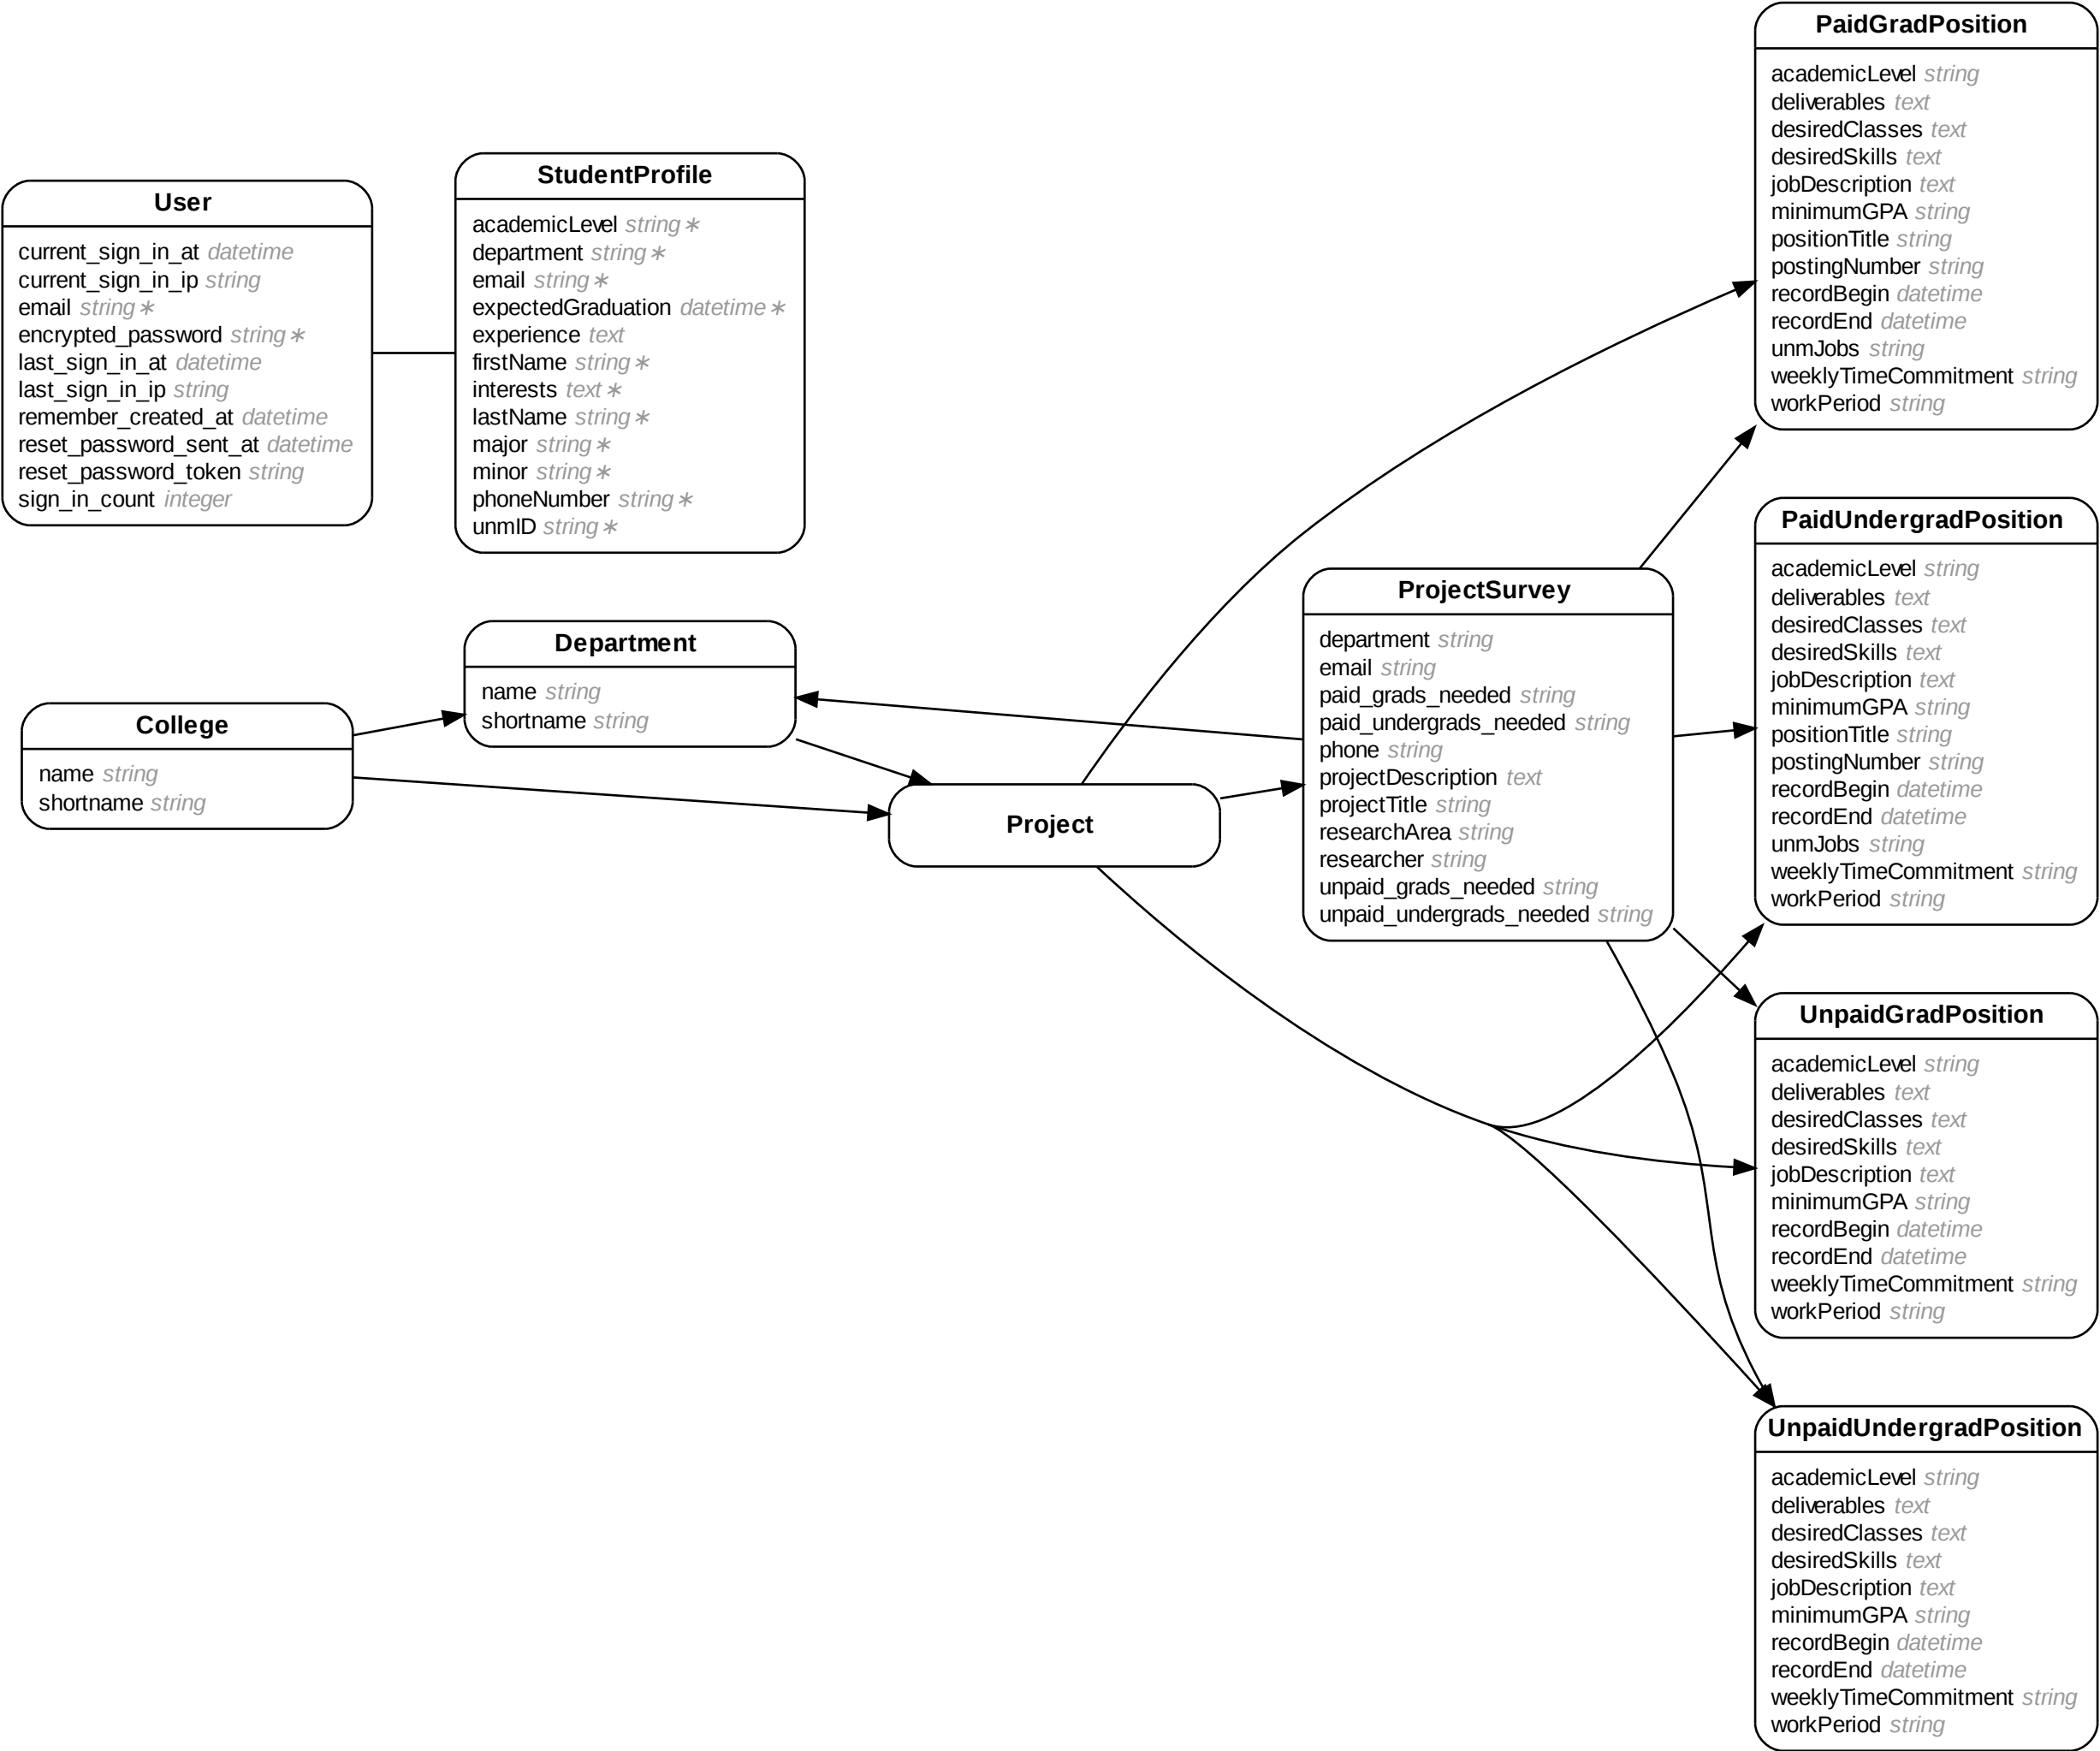 User
current_sign_in_at datetime
current_sign_in_ip string
email string∗
encrypted_password string∗
last_sign_in_at datetime
last_sign_in_ip string
remember_created_at datetime
reset_password_sent_at datetime
reset_password_token string
sign_in_count integer
StudentProfile
academicLevel string∗
department string∗
email string∗
expectedGraduation datetime∗
experience text
firstName string∗
interests text∗
lastName string∗
major string∗
minor string∗
phoneNumber string∗
unmID string∗
College
name string
shortname string
Department
name string
shortname string
Project
ProjectSurvey
department string
email string
paid_grads_needed string
paid_undergrads_needed string
phone string
projectDescription text
projectTitle string
researchArea string
researcher string
unpaid_grads_needed string
unpaid_undergrads_needed string
PaidGradPosition
academicLevel string
deliverables text
desiredClasses text
desiredSkills text
jobDescription text
minimumGPA string
positionTitle string
postingNumber string
recordBegin datetime
recordEnd datetime
unmJobs string
weeklyTimeCommitment string
workPeriod string
PaidUndergradPosition
academicLevel string
deliverables text
desiredClasses text
desiredSkills text
jobDescription text
minimumGPA string
positionTitle string
postingNumber string
recordBegin datetime
recordEnd datetime
unmJobs string
weeklyTimeCommitment string
workPeriod string
UnpaidGradPosition
academicLevel string
deliverables text
desiredClasses text
desiredSkills text
jobDescription text
minimumGPA string
recordBegin datetime
recordEnd datetime
weeklyTimeCommitment string
workPeriod string
UnpaidUndergradPosition
academicLevel string
deliverables text
desiredClasses text
desiredSkills text
jobDescription text
minimumGPA string
recordBegin datetime
recordEnd datetime
weeklyTimeCommitment string
workPeriod string